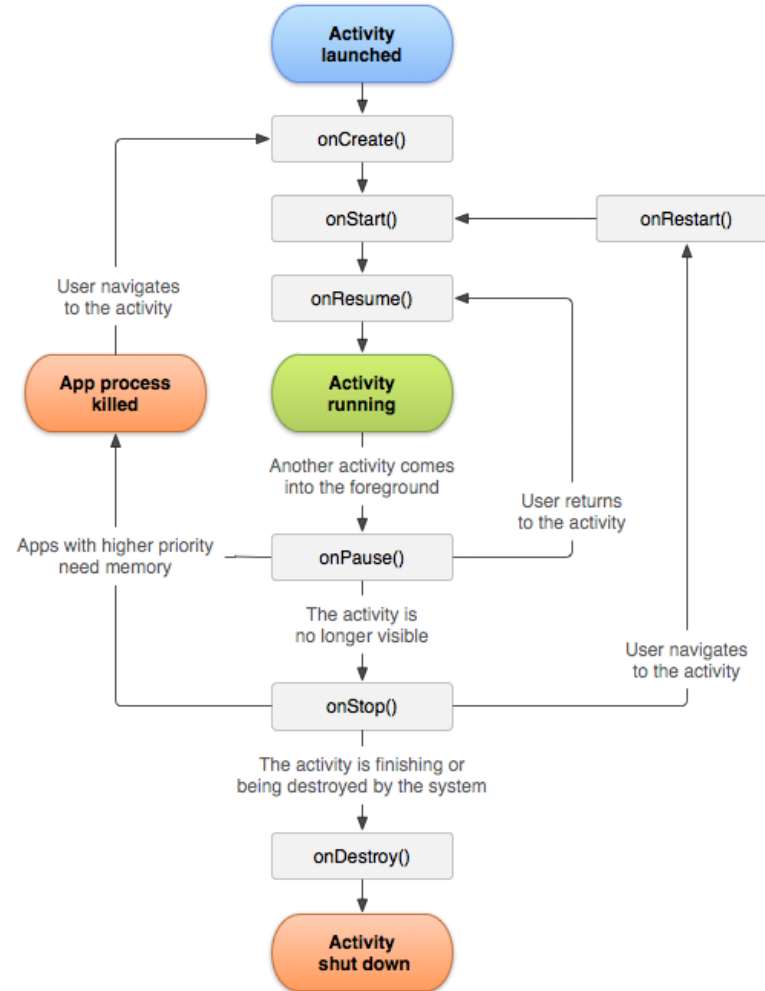 Activity
launched
onCreate()
onStart()
onRestart()
User navigates
to the activity
onResume()
App process
killed
Activity
running
Another activity comes
into the foreground
User returns
to the activity
Apps with higher priority
need memory
onPause()
The activity is
no longer visible
User navigates
to the activity
onStop()
The activity is finishing or
being destroyed by the system
onDestroy()
Activity
shut down